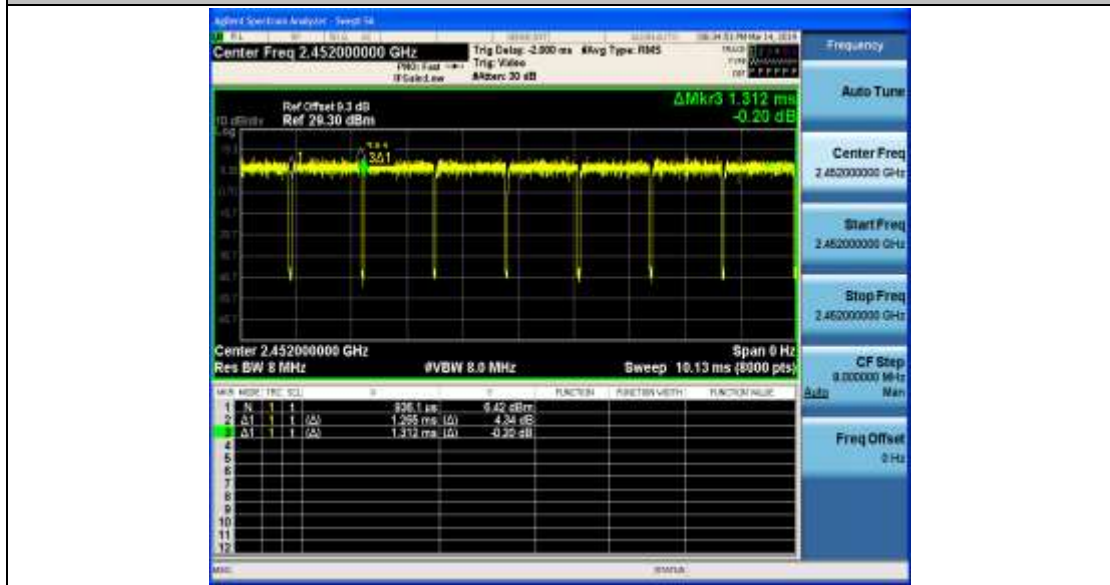 Agilent Spectrum Analyzer - Swept SA
Center Freq 2.452000000 GHz
PNO: Fast
IFGain:Low
Trig Delay: -2.000 ms
Trig: Video
#Atten: 30 dB
#Avg Type: RMS
Frequency
Auto Tune
ΔMkr3 1.312 ms
-0.20 dB
Ref Offset 9.3 dB
10 dB/div Ref 29.30 dBm
Log
1
3Δ1
Center Freq
2.452000000 GHz
Start Freq
2.452000000 GHz
Stop Freq
2.452000000 GHz
Center 2.452000000 GHz
Span 0 Hz
Res BW 8 MHz
#VBW 8.0 MHz
Sweep 10.13 ms (8000 pts)
CF Step
8.000000 MHz
Auto Man
MKR MODE TRC SCL X Y FUNCTION FUNCTION WIDTH FUNCTION VALUE
1 N 1 t 936.1 µs 6.42 dBm
2 Δ1 1 t (Δ) 1.265 ms (Δ) 4.34 dB
3 Δ1 1 t (Δ) 1.312 ms (Δ) -0.20 dB
4
5
6
7
8
9
10
11
12
Freq Offset
0 Hz
MSG
STATUS